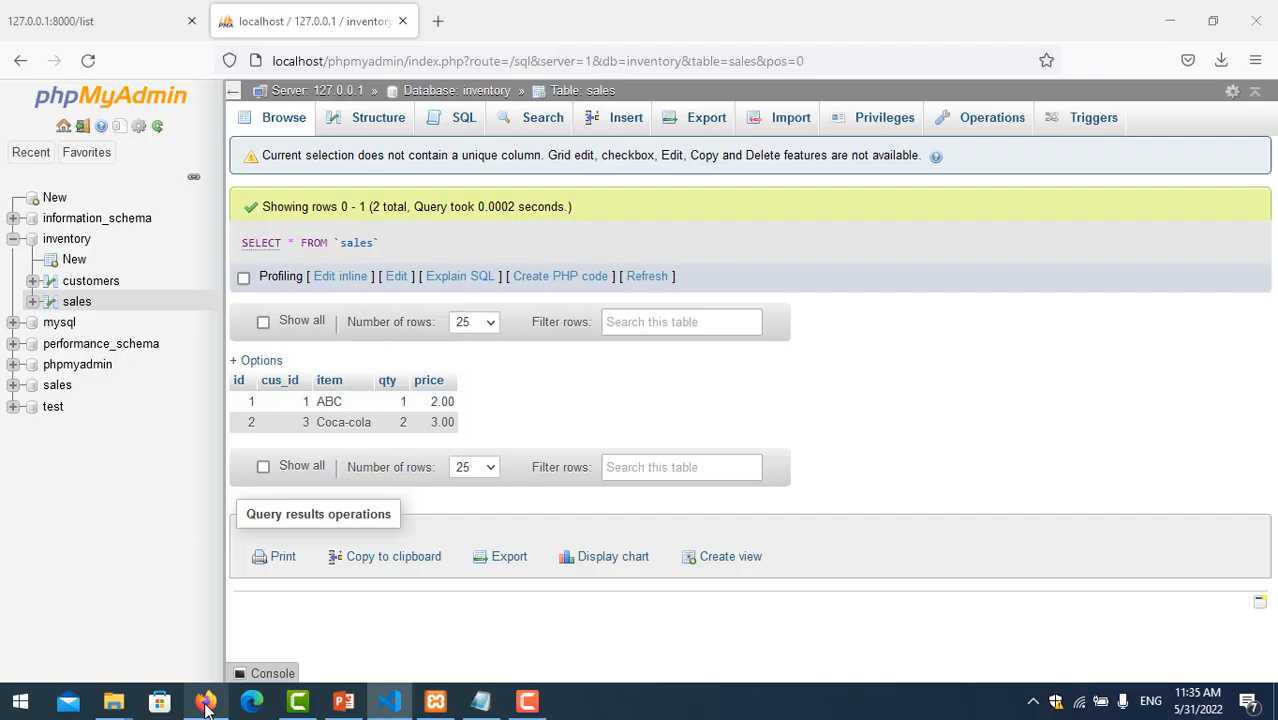 127.0.0.1:8000/list
localhost / 127.0.0.1 / inventory
localhost/phpmyadmin/index.php?route=/sql&server=1&db=inventory&table=sales&pos=0
phpMyAdmin
Recent
Favorites
New
information_schema
inventory
New
customers
sales
mysql
performance_schema
phpmyadmin
sales
test
Server: 127.0.0.1 » Database: inventory » Table: sales
Browse Structure SQL Search Insert Export Import Privileges Operations Triggers
Current selection does not contain a unique column. Grid edit, checkbox, Edit, Copy and Delete features are not available.
Showing rows 0 - 1 (2 total, Query took 0.0002 seconds.)
SELECT * FROM `sales`
Profiling [ Edit inline ] [ Edit ] [ Explain SQL ] [ Create PHP code ] [ Refresh ]
Show all | Number of rows: 25 Filter rows: Search this table
+ Options
id cus_id item qty price
1 1 ABC 1 2.00
2 3 Coca-cola 2 3.00
Show all | Number of rows: 25 Filter rows: Search this table
Query results operations
Print Copy to clipboard Export Display chart Create view
Console
ENG
11:35 AM
5/31/2022
7